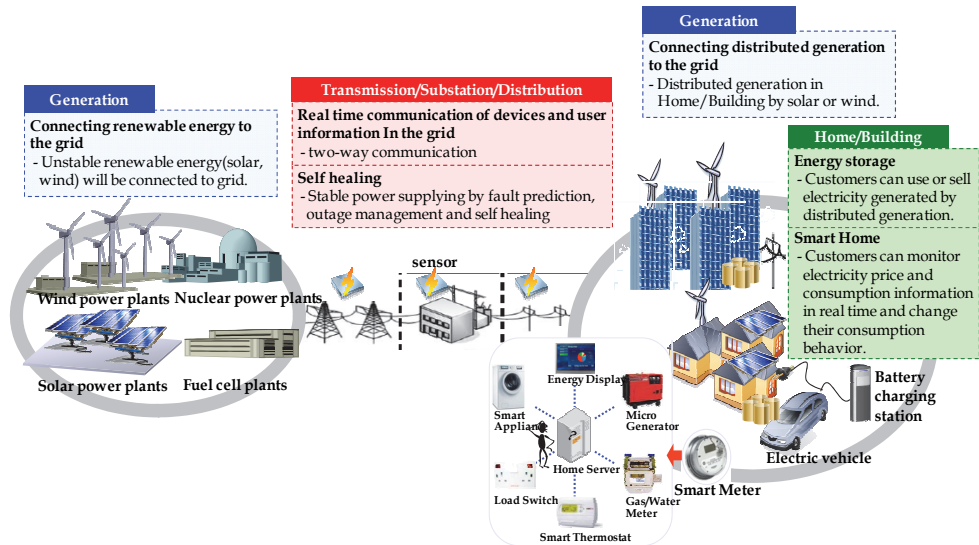 Generation
Connecting renewable energy to
the grid
- Unstable renewable energy(solar,
wind) will be connected to grid.
Transmission/Substation/Distribution
Real time communication of devices and user
information In the grid
- two-way communication
Self healing
- Stable power supplying by fault prediction,
outage management and self healing
Generation
Connecting distributed generation
to the grid
- Distributed generation in
Home/Building by solar or wind.
Home/Building
Energy storage
- Customers can use or sell
electricity generated by
distributed generation.
Smart Home
- Customers can monitor
electricity price and
consumption information
in real time and change
their consumption
behavior.
Wind power plants
Nuclear power plants
Solar power plants
Fuel cell plants
sensor
Energy Display
Smart
Appliance
Micro
Generator
Home Server
Load Switch
Gas/Water
Meter
Smart Thermostat
Smart Meter
Electric vehicle
Battery
charging
station